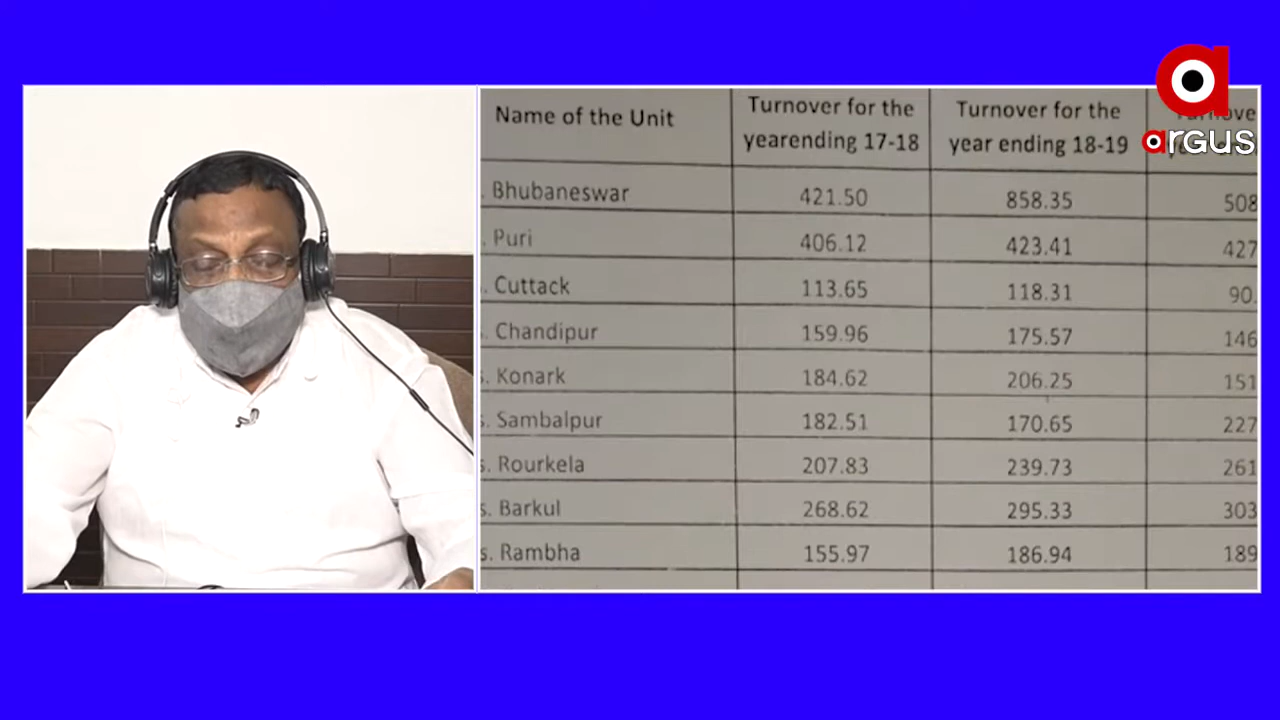 argus
Name of the Unit
Turnover for the
yearending 17-18
Turnover for the
year ending 18-19
. Bhubaneswar 421.50 858.35 508
. Puri 406.12 423.41 427
. Cuttack 113.65 118.31 90.
s. Chandipur 159.96 175.57 146
s. Konark 184.62 206.25 151
s. Sambalpur 182.51 170.65 227
s. Rourkela 207.83 239.73 261
s. Barkul 268.62 295.33 303
s. Rambha 155.97 186.94 189